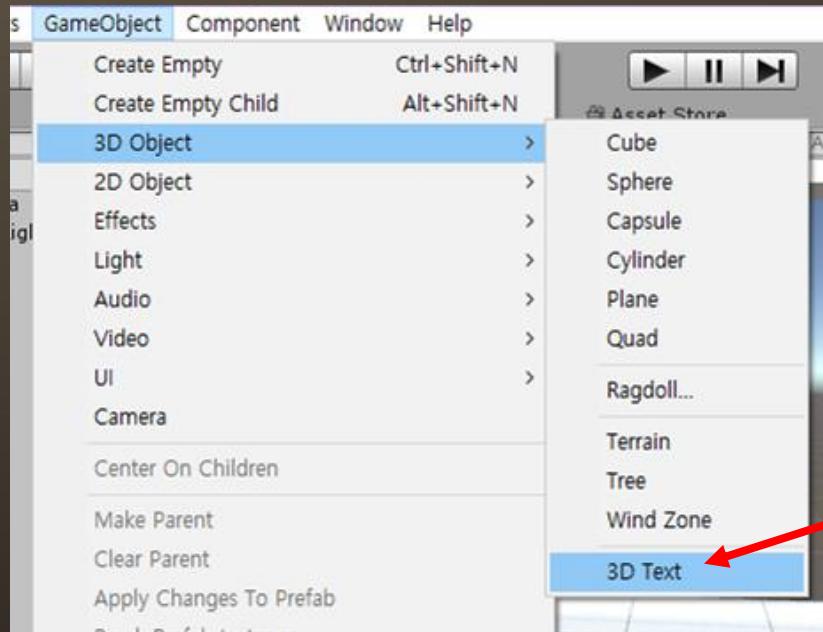 s GameObject Component Window Help
Create Empty Ctrl+Shift+N
Create Empty Child Alt+Shift+N
Asset Store
3D Object >
2D Object >
Effects >
Light >
Audio >
Video >
UI >
Camera
Center On Children
Make Parent
Clear Parent
Apply Changes To Prefab
Cube
Sphere
Capsule
Cylinder
Plane
Quad
Ragdoll...
Terrain
Tree
Wind Zone
3D Text